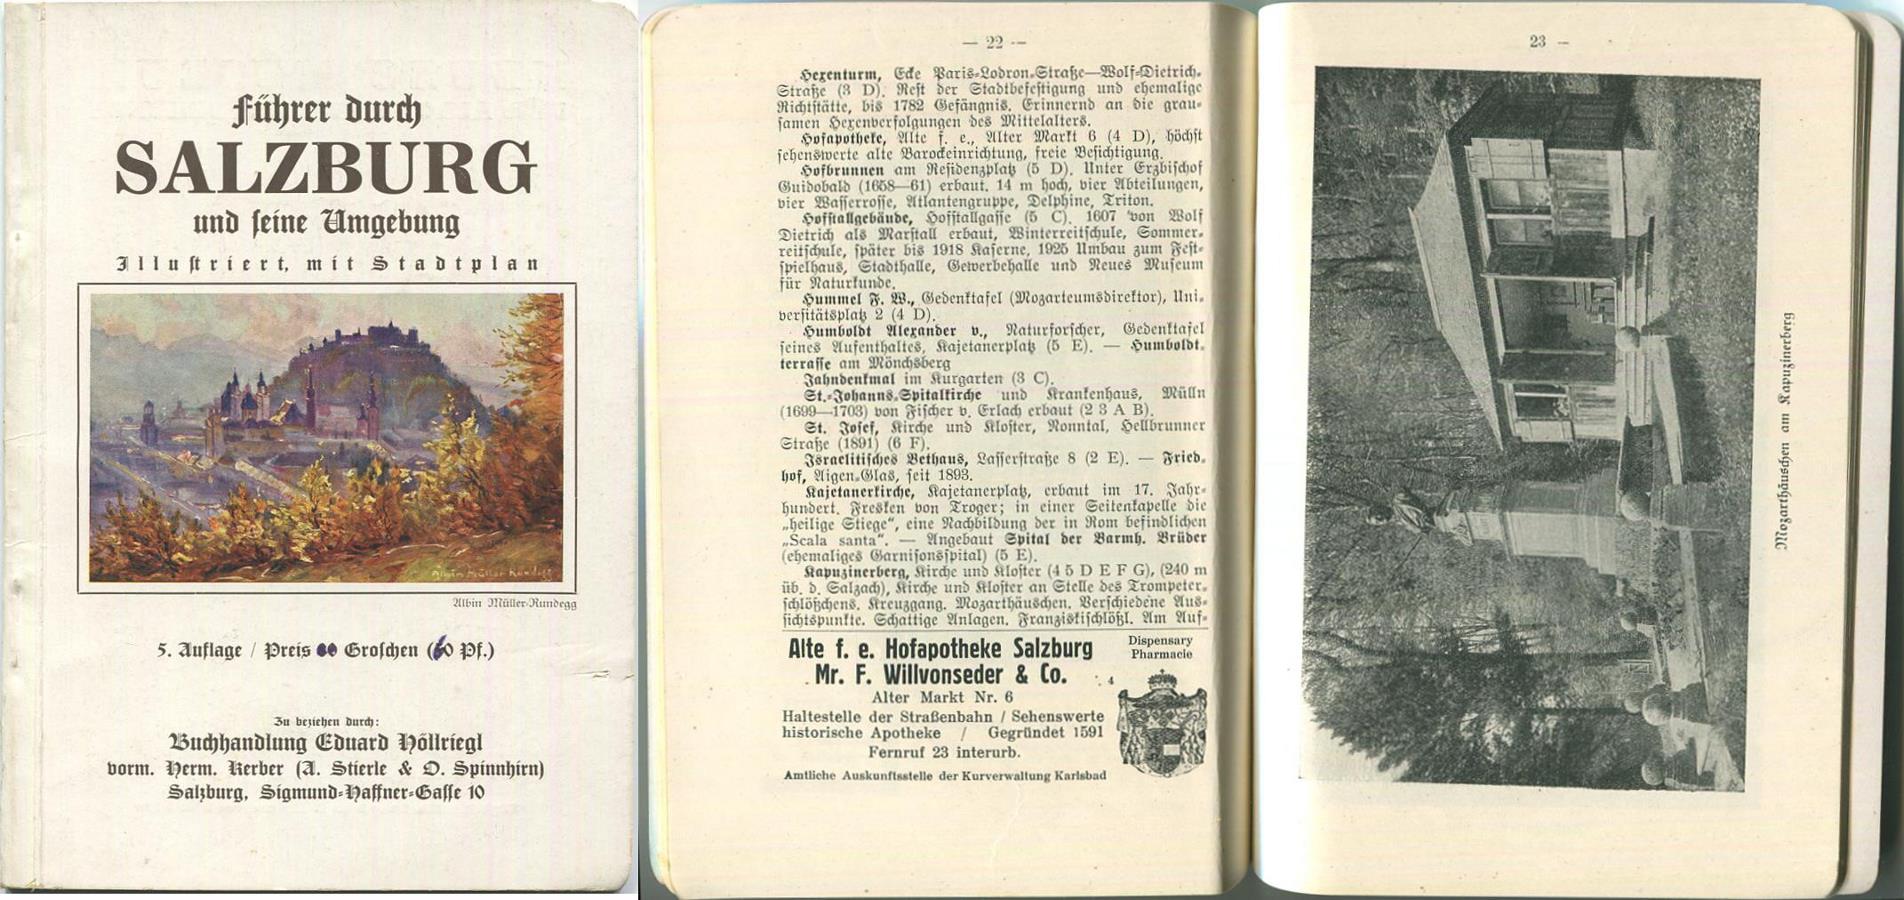 Führer durch
SALZBURG
und seine Umgebung
Illustriert, mit Stadtplan
Albin Müller-Rundegg
Albin Müller-Rundegg
5. Auflage / Preis Groschen (60 Pf.)
Zu beziehen durch:
Buchhandlung Eduard Höllriegl
vorm. Herm. Kerber (A. Stierle & O. Spinnhirn)
Salzburg, Sigmund-Haffner-Gasse 10
— 22 —
Hexenturm, Ecke Paris-Lodron-Straße—Wolf-Dietrich-
Straße (3 D). Rest der Stadtbefestigung und ehemalige
Richtstätte, bis 1782 Gefängnis. Erinnernd an die grau-
samen Hexenverfolgungen des Mittelalters.
Hofapotheke, Alte f. e., Alter Markt 6 (4 D), höchst
sehenswerte alte Barockeinrichtung, freie Besichtigung.
Hofbrunnen am Residenzplatz (5 D). Unter Erzbischof
Guidobald (1658—61) erbaut. 14 m hoch, vier Abteilungen,
vier Wasserrosse, Atlantengruppe, Delphine, Triton.
Hofstallgebäude, Hofstallgasse (5 C). 1607 von Wolf
Dietrich als Marstall erbaut, Winterreitschule, Sommer-
reitschule, später bis 1918 Kaserne, 1925 Umbau zum Fest-
spielhaus, Stadthalle, Gewerbehalle und Neues Museum
für Naturkunde.
Hummel F. W., Gedenktafel (Mozarteumsdirektor), Uni-
versitätsplatz 2 (4 D).
Humboldt Alexander v., Naturforscher, Gedenktafel
seines Aufenthaltes, Kajetanerplatz (5 E). — Humboldt-
terrasse am Mönchsberg
Jahndenkmal im Kurgarten (3 C).
St.-Johanns-Spitalkirche und Krankenhaus, Mülln
(1699—1703) von Fischer v. Erlach erbaut (2 3 A B).
St. Josef, Kirche und Kloster, Nonntal, Hellbrunner
Straße (1891) (6 F).
Israelitisches Bethaus, Lasserstraße 8 (2 E). — Fried-
hof, Aigen-Glas, seit 1893.
Kajetanerkirche, Kajetanerplatz, erbaut im 17. Jahr-
hundert. Fresken von Troger; in einer Seitenkapelle die
„heilige Stiege“, eine Nachbildung der in Rom befindlichen
„Scala santa“. — Angebaut Spital der Barmh. Brüder
(ehemaliges Garnisonsspital) (5 E).
Kapuzinerberg, Kirche und Kloster (4 5 D E F G), (240 m
üb. d. Salzach), Kirche und Kloster an Stelle des Trompeter-
schlößchens. Kreuzgang. Mozarthäuschen. Verschiedene Aus-
sichtspunkte. Schattige Anlagen. Franziskischlößl. Am Auf-
Alte f. e. Hofapotheke Salzburg
Mr. F. Willvonseder & Co.
Dispensary
Pharmacie
4
Alter Markt Nr. 6
Haltestelle der Straßenbahn / Sehenswerte
historische Apotheke / Gegründet 1591
Fernruf 23 interurb.
Amtliche Auskunftsstelle der Kurverwaltung Karlsbad
23 —
Mozarthäuschen am Kapuzinerberg